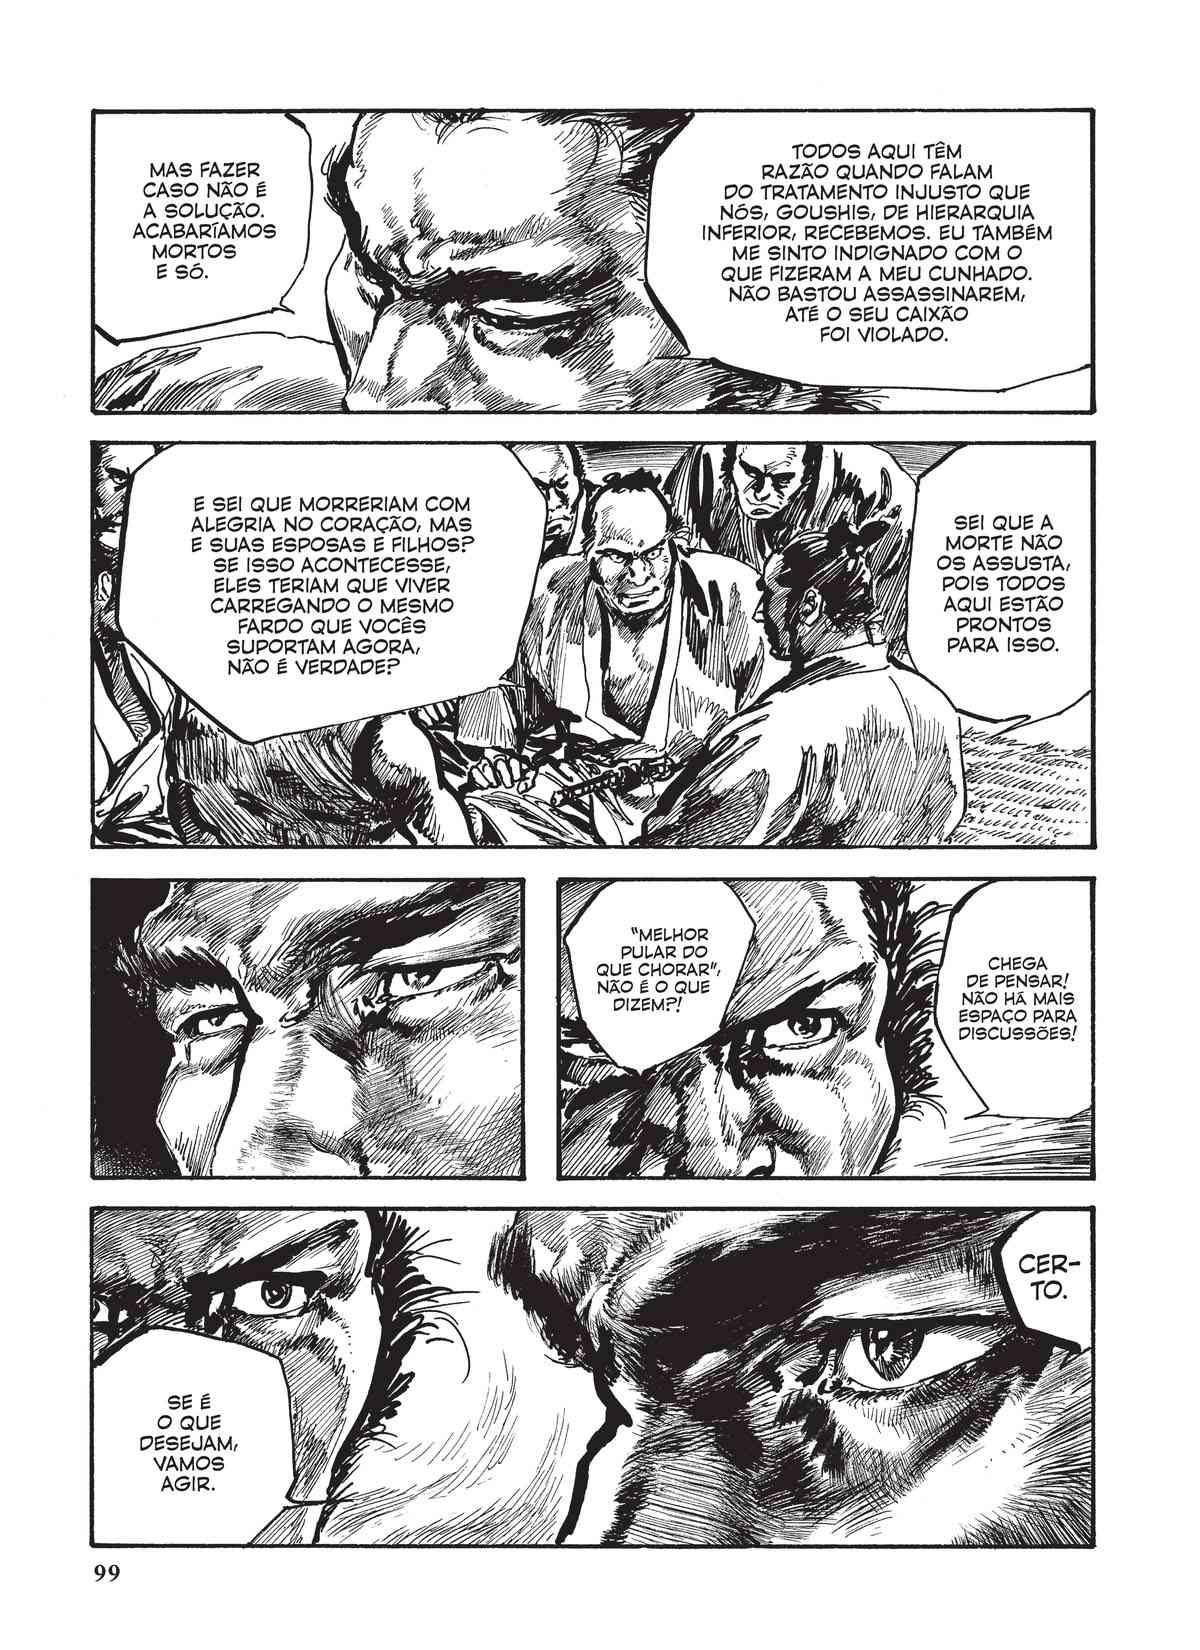 TODOS AQUI TÊM
RAZÃO QUANDO FALAM
DO TRATAMENTO INJUSTO QUE
NÓS, GOUSHIS, DE HIERARQUIA
INFERIOR, RECEBEMOS. EU TAMBÉM
ME SINTO INDIGNADO COM O
QUE FIZERAM A MEU CUNHADO.
NÃO BASTOU ASSASSINAREM,
ATÉ O SEU CAIXÃO
FOI VIOLADO.
MAS FAZER
CASO NÃO É
A SOLUÇÃO.
ACABARÍAMOS
MORTOS
E SÓ.
SEI QUE A
MORTE NÃO
OS ASSUSTA,
POIS TODOS
AQUI ESTÃO
PRONTOS
PARA ISSO.
E SEI QUE MORRERIAM COM
ALEGRIA NO CORAÇÃO, MAS
E SUAS ESPOSAS E FILHOS?
SE ISSO ACONTECESSE,
ELES TERIAM QUE VIVER
CARREGANDO O MESMO
FARDO QUE VOCÊS
SUPORTAM AGORA,
NÃO É VERDADE?
CHEGA
DE PENSAR!
NÃO HÁ MAIS
ESPAÇO PARA
DISCUSSÕES!
“MELHOR
PULAR DO
QUE CHORAR”,
NÃO É O QUE
DIZEM?!
CER-
TO.
SE É
O QUE
DESEJAM,
VAMOS
AGIR.
99